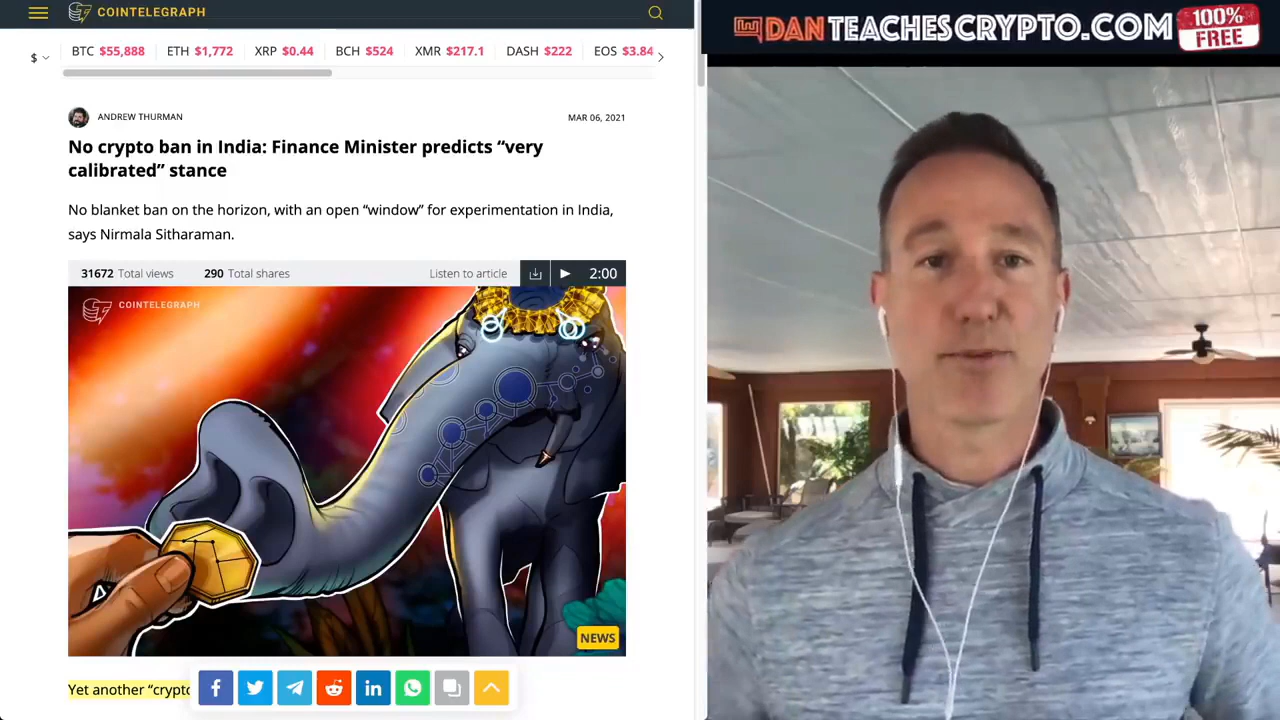 COINTELEGRAPH
$
BTC $55,888 ETH $1,772 XRP $0.44 BCH $524 XMR $217.1 DASH $222 EOS $3.84
ANDREW THURMAN
MAR 06, 2021
No crypto ban in India: Finance Minister predicts “very
calibrated” stance
No blanket ban on the horizon, with an open “window” for experimentation in India,
says Nirmala Sitharaman.
31672 Total views 290 Total shares Listen to article 2:00
COINTELEGRAPH
NEWS
Yet another “crypto
DANTEACHESCRYPTO.COM
100%
FREE